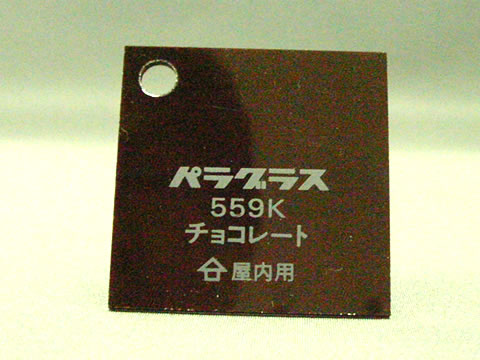 パラグラス
559K
チョコレート
屋内用